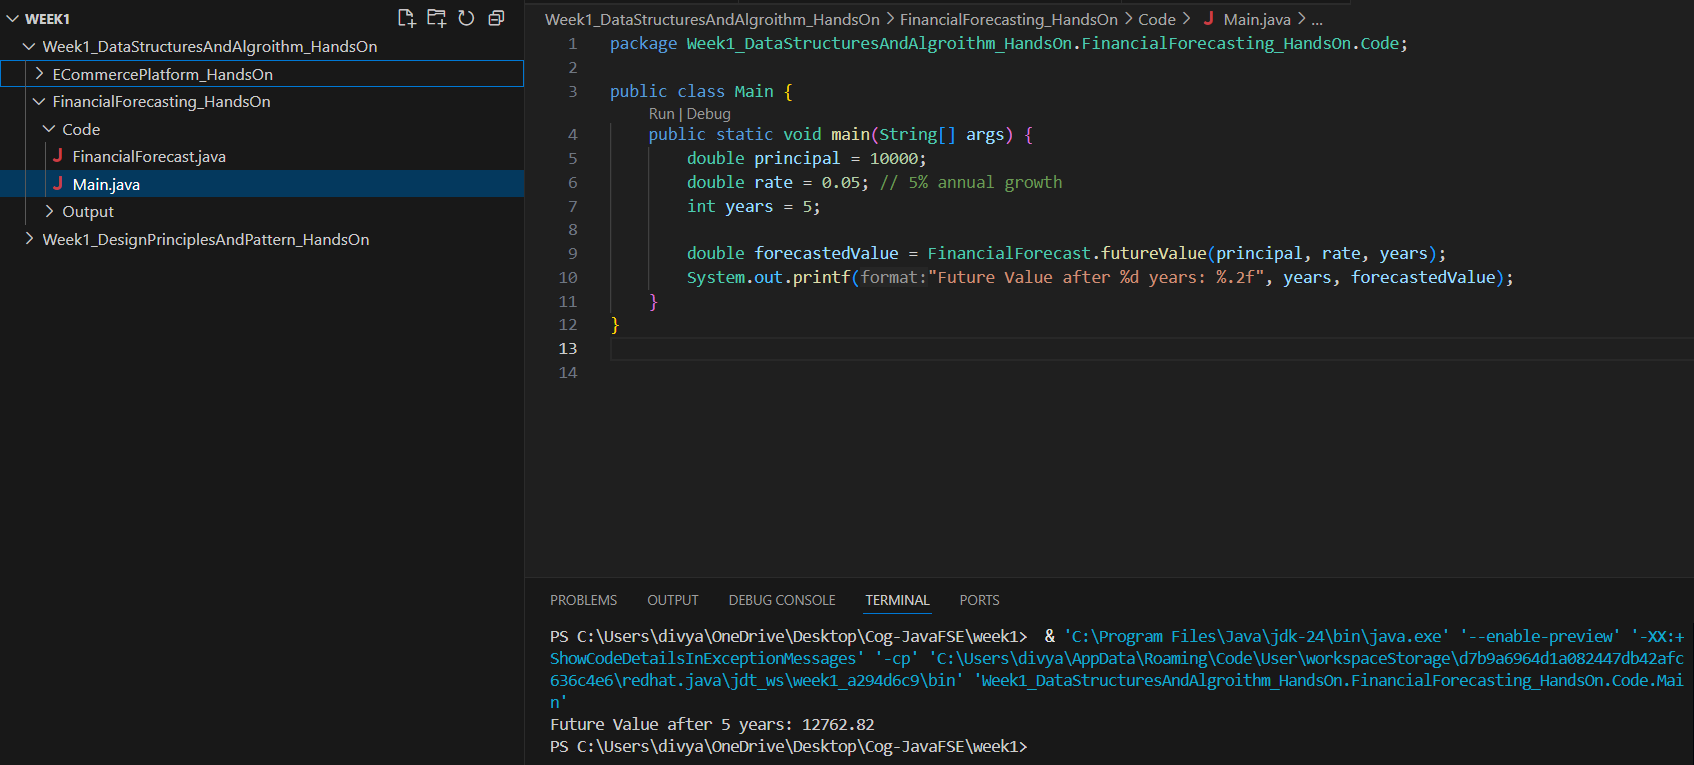 WEEK1
Week1_DataStructuresAndAlgroithm_HandsOn
ECommercePlatform_HandsOn
FinancialForecasting_HandsOn
Code
J FinancialForecast.java
J Main.java
Output
Week1_DesignPrinciplesAndPattern_HandsOn
Week1_DataStructuresAndAlgroithm_HandsOn > FinancialForecasting_HandsOn > Code > J Main.java > ...
1 package Week1_DataStructuresAndAlgroithm_HandsOn.FinancialForecasting_HandsOn.Code;
2
3 public class Main {
Run | Debug
4 public static void main(String[] args) {
5 double principal = 10000;
6 double rate = 0.05; // 5% annual growth
7 int years = 5;
8
9 double forecastedValue = FinancialForecast.futureValue(principal, rate, years);
10 System.out.printf(format:"Future Value after %d years: %.2f", years, forecastedValue);
11 }
12 }
13
14
PROBLEMS OUTPUT DEBUG CONSOLE TERMINAL PORTS
PS C:\Users\divya\OneDrive\Desktop\Cog-JavaFSE\week1> & 'C:\Program Files\Java\jdk-24\bin\java.exe' '--enable-preview' '-XX:+
ShowCodeDetailsInExceptionMessages' '-cp' 'C:\Users\divya\AppData\Roaming\Code\User\workspaceStorage\d7b9a6964d1a082447db42afc
636c4e6\redhat.java\jdt_ws\week1_a294d6c9\bin' 'Week1_DataStructuresAndAlgroithm_HandsOn.FinancialForecasting_HandsOn.Code.Mai
n'
Future Value after 5 years: 12762.82
PS C:\Users\divya\OneDrive\Desktop\Cog-JavaFSE\week1>